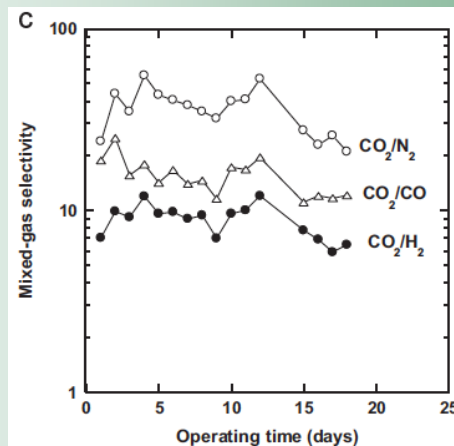 C
100
10
1
Mixed-gas selectivity
CO₂/N₂
CO₂/CO
CO₂/H₂
0 5 10 15 20 25
Operating time (days)